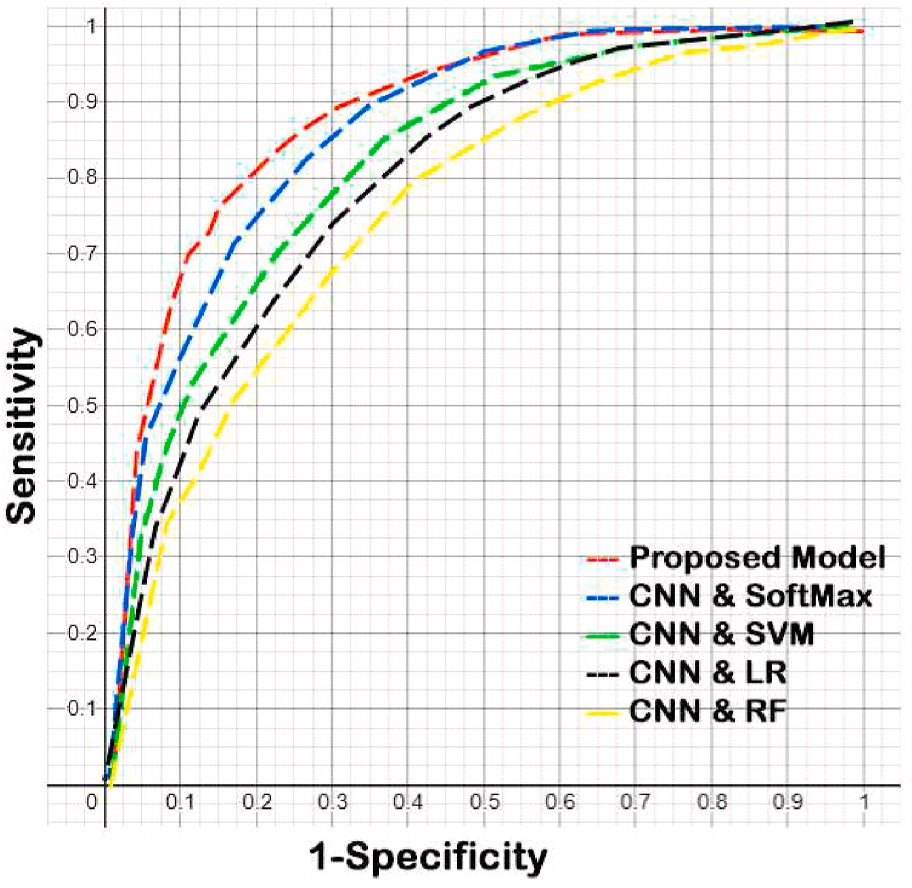 1
0.9
0.8
0.7
0.6
0.5
0.4
0.3
0.2
0.1
0 0.1 0.2 0.3 0.4 0.5 0.6 0.7 0.8 0.9 1
Sensitivity
1-Specificity
Proposed Model
CNN & SoftMax
CNN & SVM
CNN & LR
CNN & RF